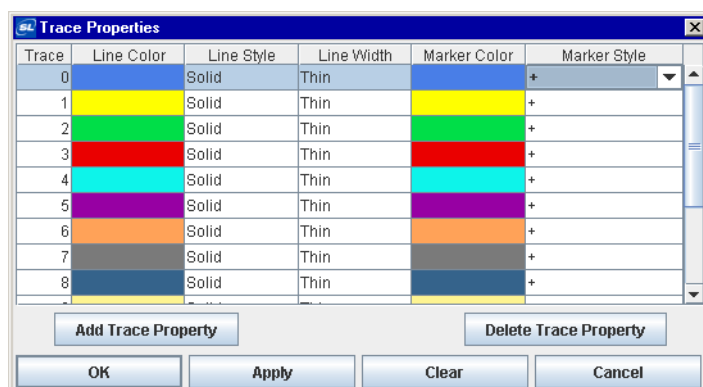 SL Trace Properties
Trace Line Color Line Style Line Width Marker Color Marker Style
0 Solid Thin +
1 Solid Thin +
2 Solid Thin +
3 Solid Thin +
4 Solid Thin +
5 Solid Thin +
6 Solid Thin +
7 Solid Thin +
8 Solid Thin +
Add Trace Property Delete Trace Property
OK Apply Clear Cancel